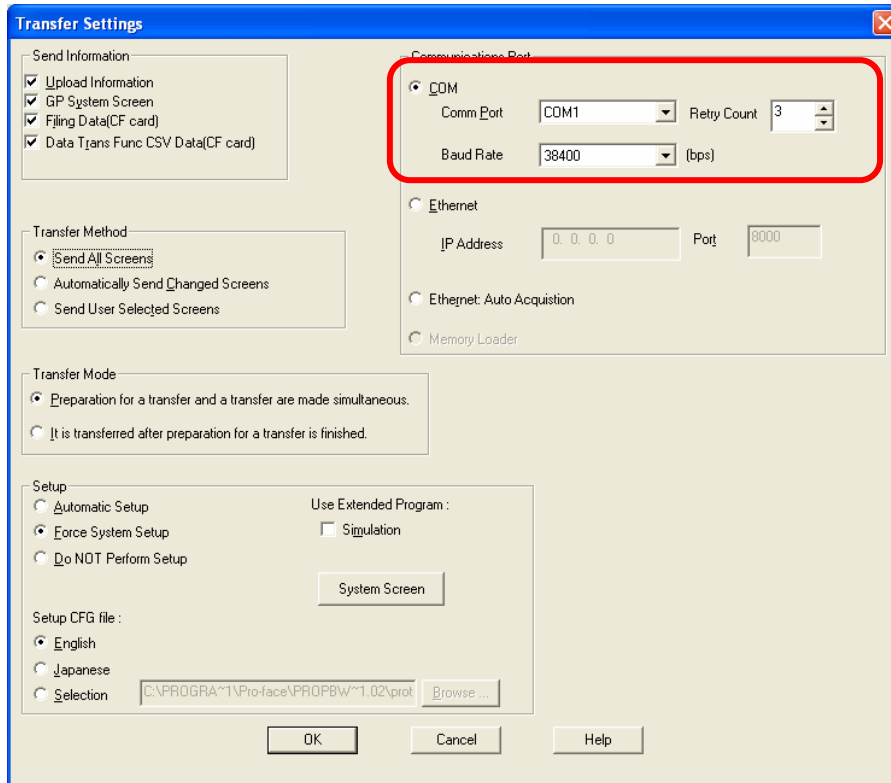 Transfer Settings
Send Information
Upload Information
GP System Screen
Filing Data(CF card)
Data Trans Func CSV Data(CF card)
Communications Port
COM
Comm Port COM1 Retry Count 3
Baud Rate 38400 (bps)
Ethernet
IP Address 0. 0. 0. 0 Port 8000
Ethernet: Auto Acquistion
Memory Loader
Transfer Method
Send All Screens
Automatically Send Changed Screens
Send User Selected Screens
Transfer Mode
Preparation for a transfer and a transfer are made simultaneous.
It is transferred after preparation for a transfer is finished.
Setup
Automatic Setup
Force System Setup
Do NOT Perform Setup
Use Extended Program :
Simulation
System Screen
Setup CFG file :
English
Japanese
Selection C:\PROGRA~1\Pro-face\PROPBW~1.02\prot Browse ...
OK Cancel Help